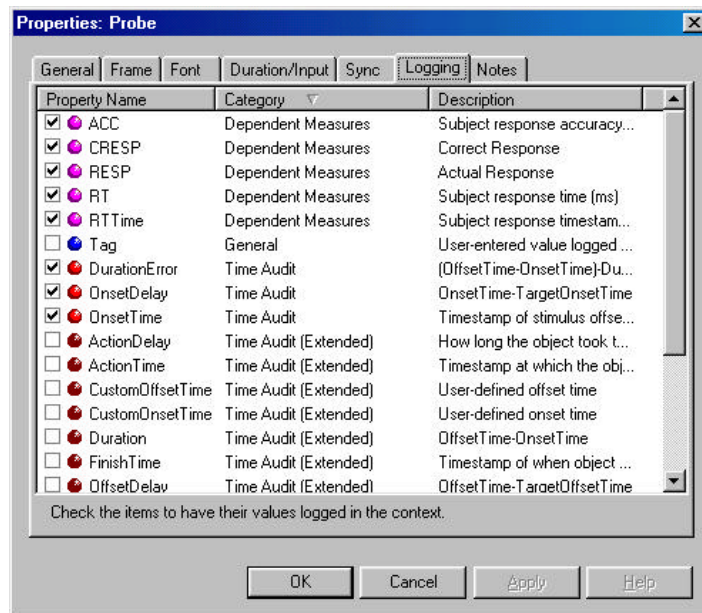 Properties: Probe
General Frame Font Duration/Input Sync Logging Notes
Property Name Category Description
ACC Dependent Measures Subject response accuracy...
CRESP Dependent Measures Correct Response
RESP Dependent Measures Actual Response
RT Dependent Measures Subject response time (ms)
RTTime Dependent Measures Subject response timestam...
Tag General User-entered value logged ...
DurationError Time Audit (OffsetTime-OnsetTime)-Du...
OnsetDelay Time Audit OnsetTime-TargetOnsetTime
OnsetTime Time Audit Timestamp of stimulus offse...
ActionDelay Time Audit (Extended) How long the object took t...
ActionTime Time Audit (Extended) Timestamp at which the obj...
CustomOffsetTime Time Audit (Extended) User-defined offset time
CustomOnsetTime Time Audit (Extended) User-defined onset time
Duration Time Audit (Extended) OffsetTime-OnsetTime
FinishTime Time Audit (Extended) Timestamp of when object ...
OffsetDelay Time Audit (Extended) OffsetTime-TargetOffsetTime
Check the items to have their values logged in the context.
OK Cancel Apply Help